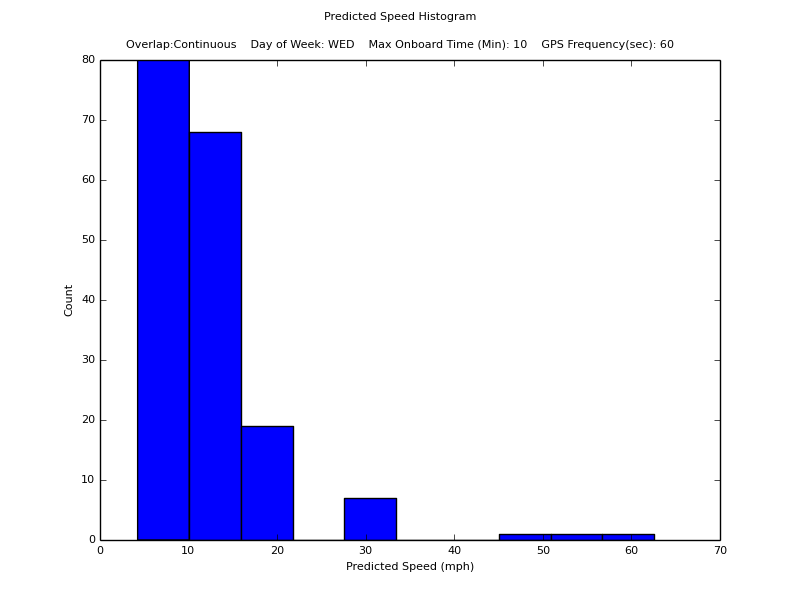 Predicted Speed Histogram
Overlap:Continuous    Day of Week: WED    Max Onboard Time (Min): 10    GPS Frequency(sec): 60
80
70
60
50
40
30
20
10
0
Count
0 10 20 30 40 50 60 70
Predicted Speed (mph)